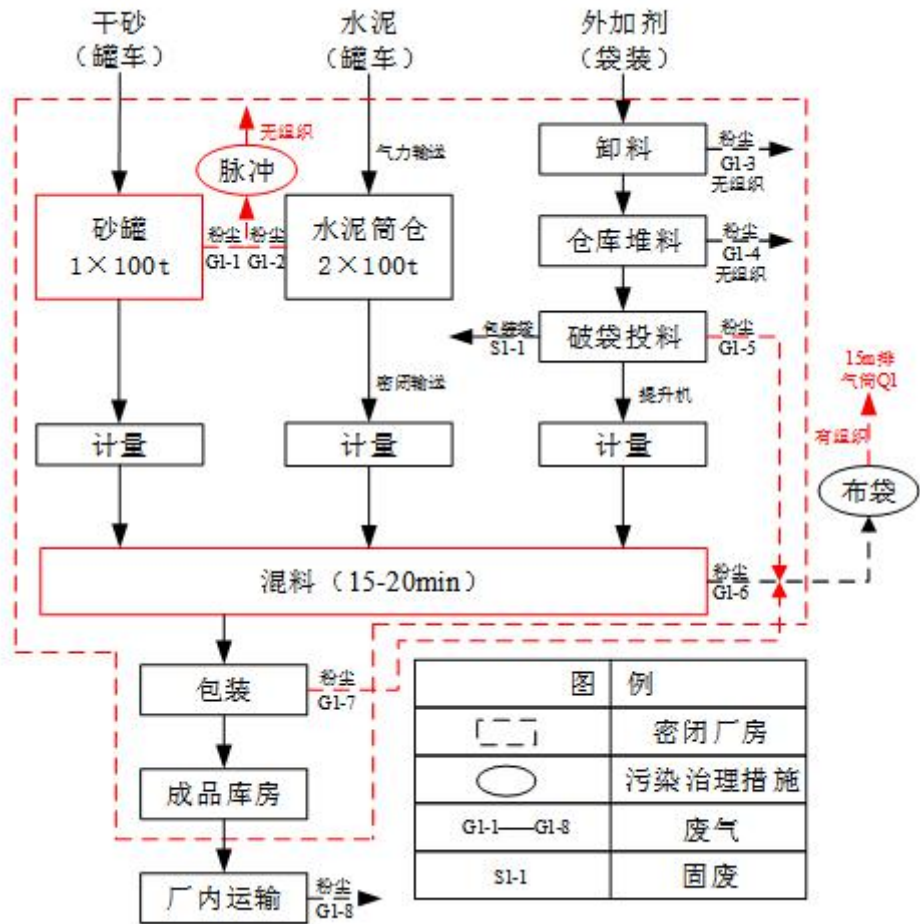 干砂
（罐车）
水泥
（罐车）
外加剂
（袋装）
无组织
脉冲
气力输送
卸料
粉尘
G1-3
无组织
砂罐
1×100t
粉尘
G1-1
粉尘
G1-2
水泥筒仓
2×100t
仓库堆料
粉尘
G1-4
无组织
包装袋
S1-1
破袋投料
粉尘
G1-5
密闭输送
提升机
15m排
气筒Q1
有组织
布袋
计量
计量
计量
混料（15-20min）
粉尘
G1-6
包装
粉尘
G1-7
成品库房
厂内运输
粉尘
G1-8
图 例
密闭厂房
污染治理措施
G1-1——G1-8 废气
S1-1 固废